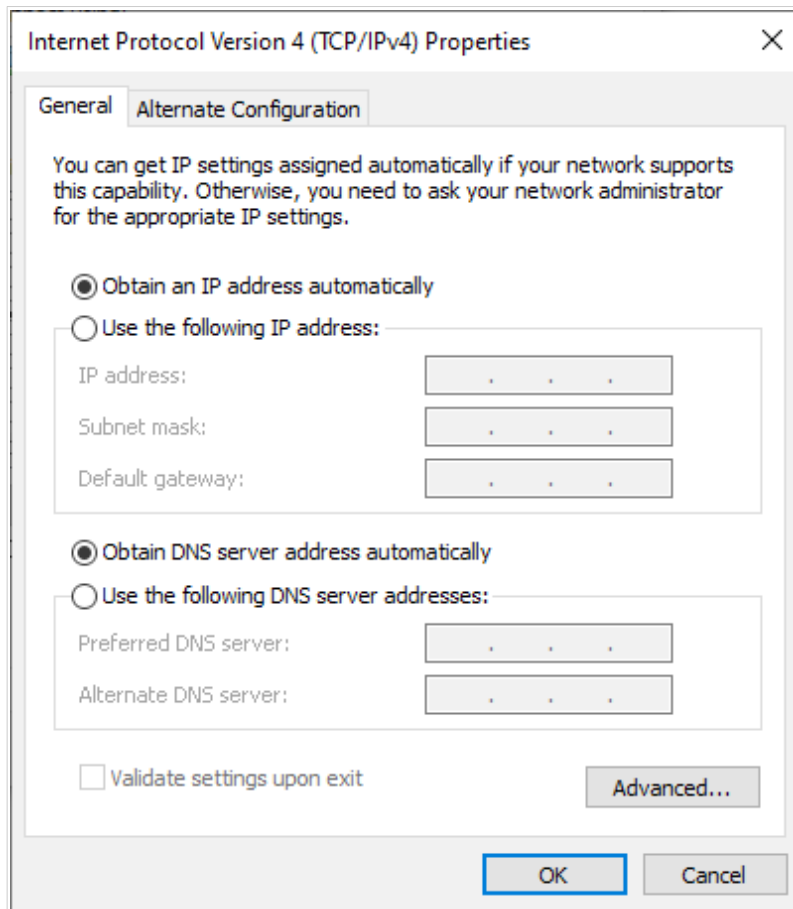 Internet Protocol Version 4 (TCP/IPv4) Properties
General
Alternate Configuration
You can get IP settings assigned automatically if your network supports
this capability. Otherwise, you need to ask your network administrator
for the appropriate IP settings.
Obtain an IP address automatically
Use the following IP address:
IP address:
. . .
Subnet mask:
. . .
Default gateway:
. . .
Obtain DNS server address automatically
Use the following DNS server addresses:
Preferred DNS server:
. . .
Alternate DNS server:
. . .
Validate settings upon exit
Advanced...
OK
Cancel